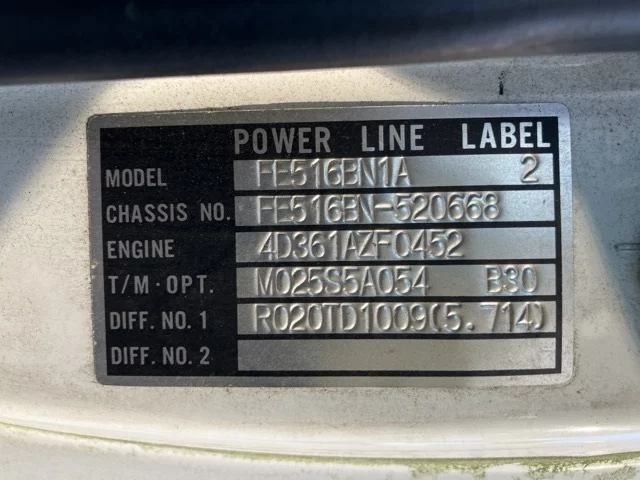 POWER LINE LABEL
MODEL FE516BN1A 2
CHASSIS NO. FE516BN-520668
ENGINE 4D361AZF0452
T/M·OPT. M025S5A054 B30
DIFF. NO. 1 R020TD1009(5.714)
DIFF. NO. 2